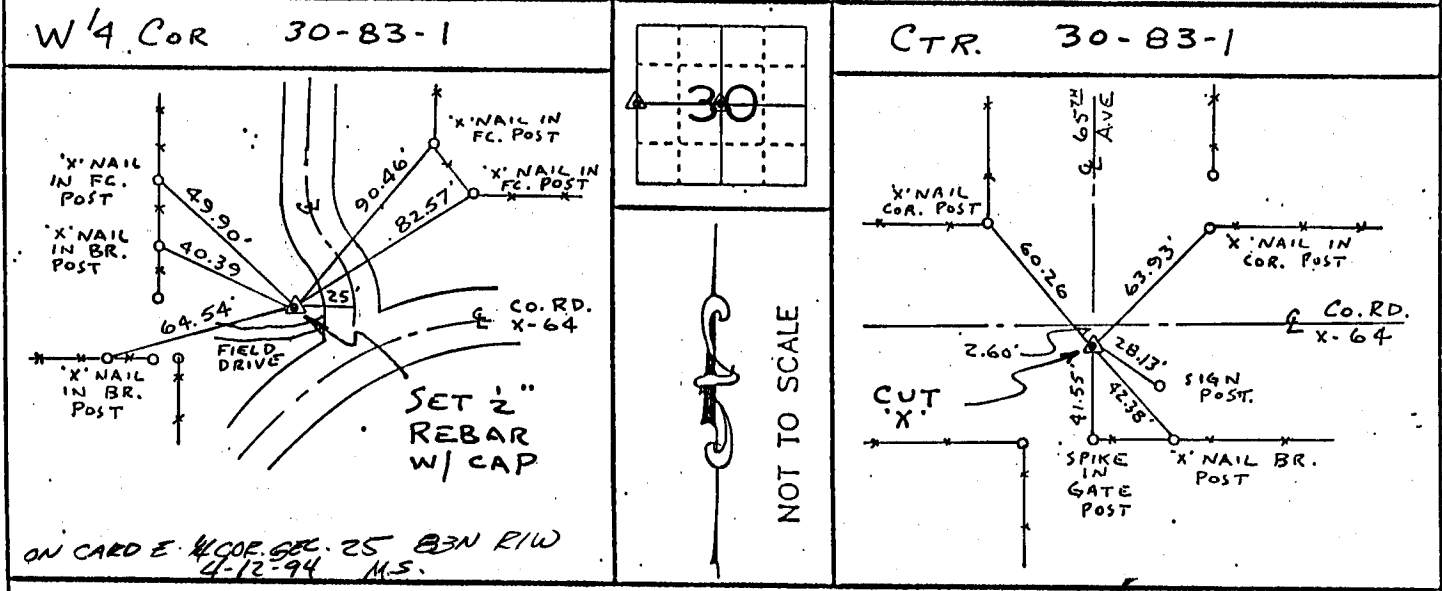 W 1/4 COR 30-83-1
'X' NAIL IN
FC. POST
'X' NAIL IN
FC. POST
'X' NAIL
IN FC.
POST
'X' NAIL
IN BR.
POST
49.90'
40.39
90.46'
82.57'
℄
25'
64.54'
FIELD
DRIVE
℄ CO. RD.
X-64
'X' NAIL
IN BR.
POST
SET 1/2"
REBAR
W/ CAP
ON CARD E. 1/4 COR. SEC. 25 83N R1W
4-12-94 M.S.
30
NOT TO SCALE
CTR. 30-83-1
℄ 65TH
AVE
'X' NAIL
COR. POST
'X' NAIL IN
COR. POST
60.26
63.93'
℄ CO. RD.
X-64
2.60'
28.13'
SIGN
POST.
CUT
'X'
41.55'
42.38'
SPIKE
IN
GATE
POST
'X' NAIL BR.
POST